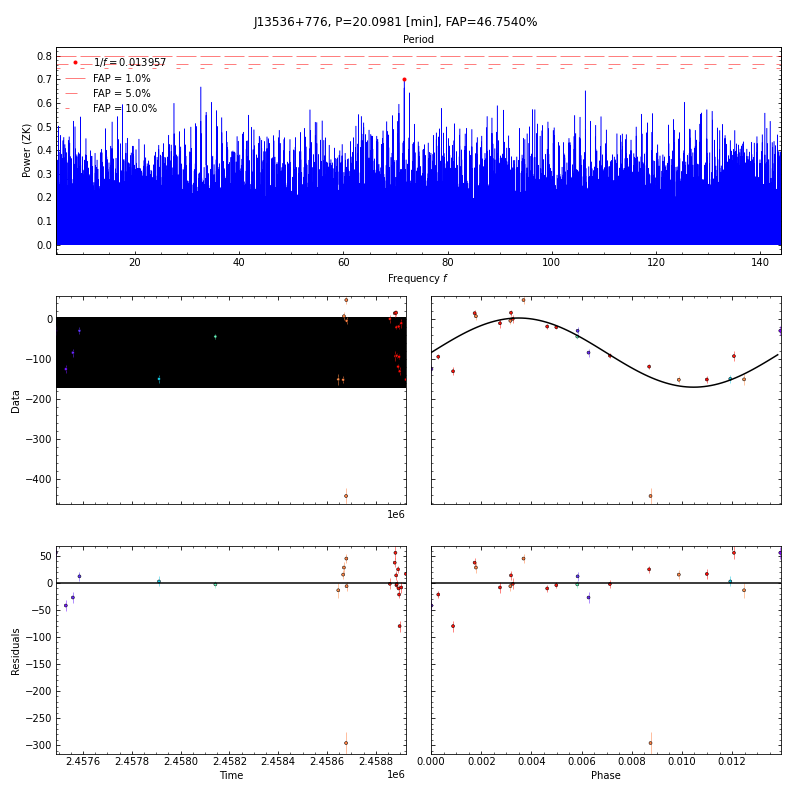 J13536+776, P=20.0981 [min], FAP=46.7540%
Period
Power (ZK)
0.8
0.7
0.6
0.5
0.4
0.3
0.2
0.1
0.0
1/f = 0.013957
FAP = 1.0%
FAP = 5.0%
FAP = 10.0%
20 40 60 80 100 120 140
Frequency f
Data
0
−100
−200
−300
−400
1e6
Residuals
50
0
−50
−100
−150
−200
−250
−300
2.4576 2.4578 2.4580 2.4582 2.4584 2.4586 2.4588
Time
1e6
0.000 0.002 0.004 0.006 0.008 0.010 0.012
Phase